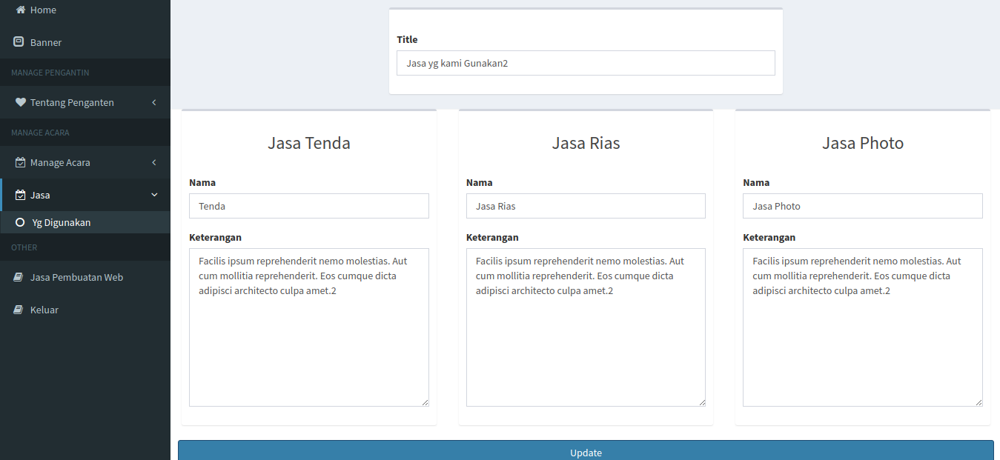 Home
Banner
MANAGE PENGANTIN
Tentang Penganten
MANAGE ACARA
Manage Acara
Jasa
Yg Digunakan
OTHER
Jasa Pembuatan Web
Keluar
Title
Jasa yg kami Gunakan2
Jasa Tenda
Nama
Tenda
Keterangan
Facilis ipsum reprehenderit nemo molestias. Aut
cum mollitia reprehenderit. Eos cumque dicta
adipisci architecto culpa amet.2
Jasa Rias
Nama
Jasa Rias
Keterangan
Facilis ipsum reprehenderit nemo molestias. Aut
cum mollitia reprehenderit. Eos cumque dicta
adipisci architecto culpa amet.2
Jasa Photo
Nama
Jasa Photo
Keterangan
Facilis ipsum reprehenderit nemo molestias. Aut
cum mollitia reprehenderit. Eos cumque dicta
adipisci architecto culpa amet.2
Update